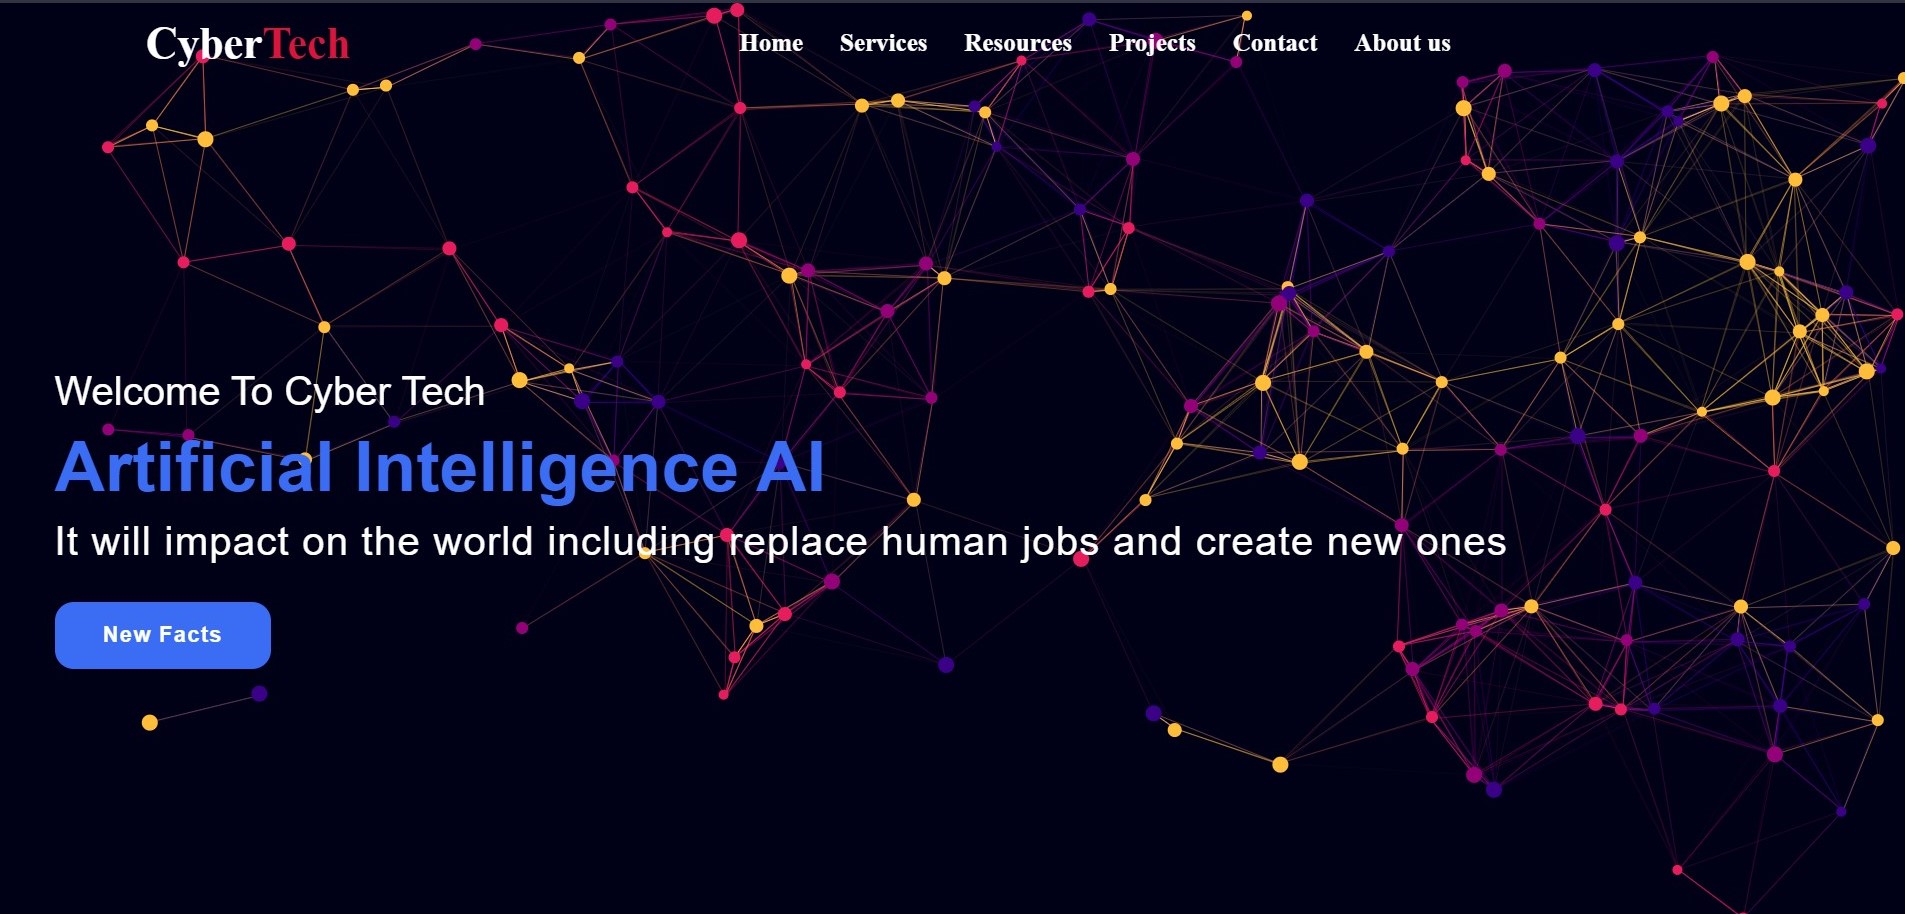 CyberTech
Home Services Resources Projects Contact About us
Welcome To Cyber Tech
Artificial Intelligence AI
It will impact on the world including replace human jobs and create new ones
New Facts